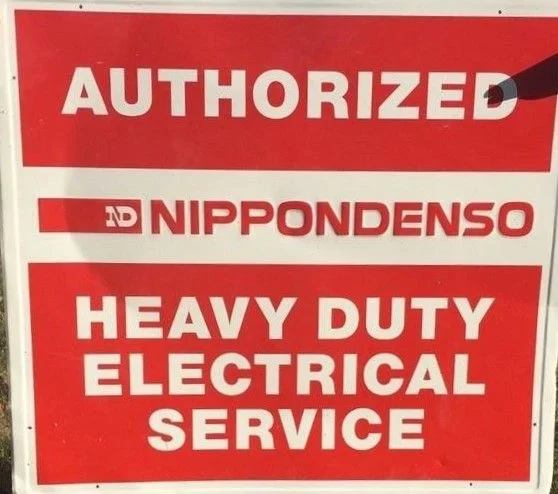 AUTHORIZED
ND NIPPONDENSO
HEAVY DUTY
ELECTRICAL
SERVICE